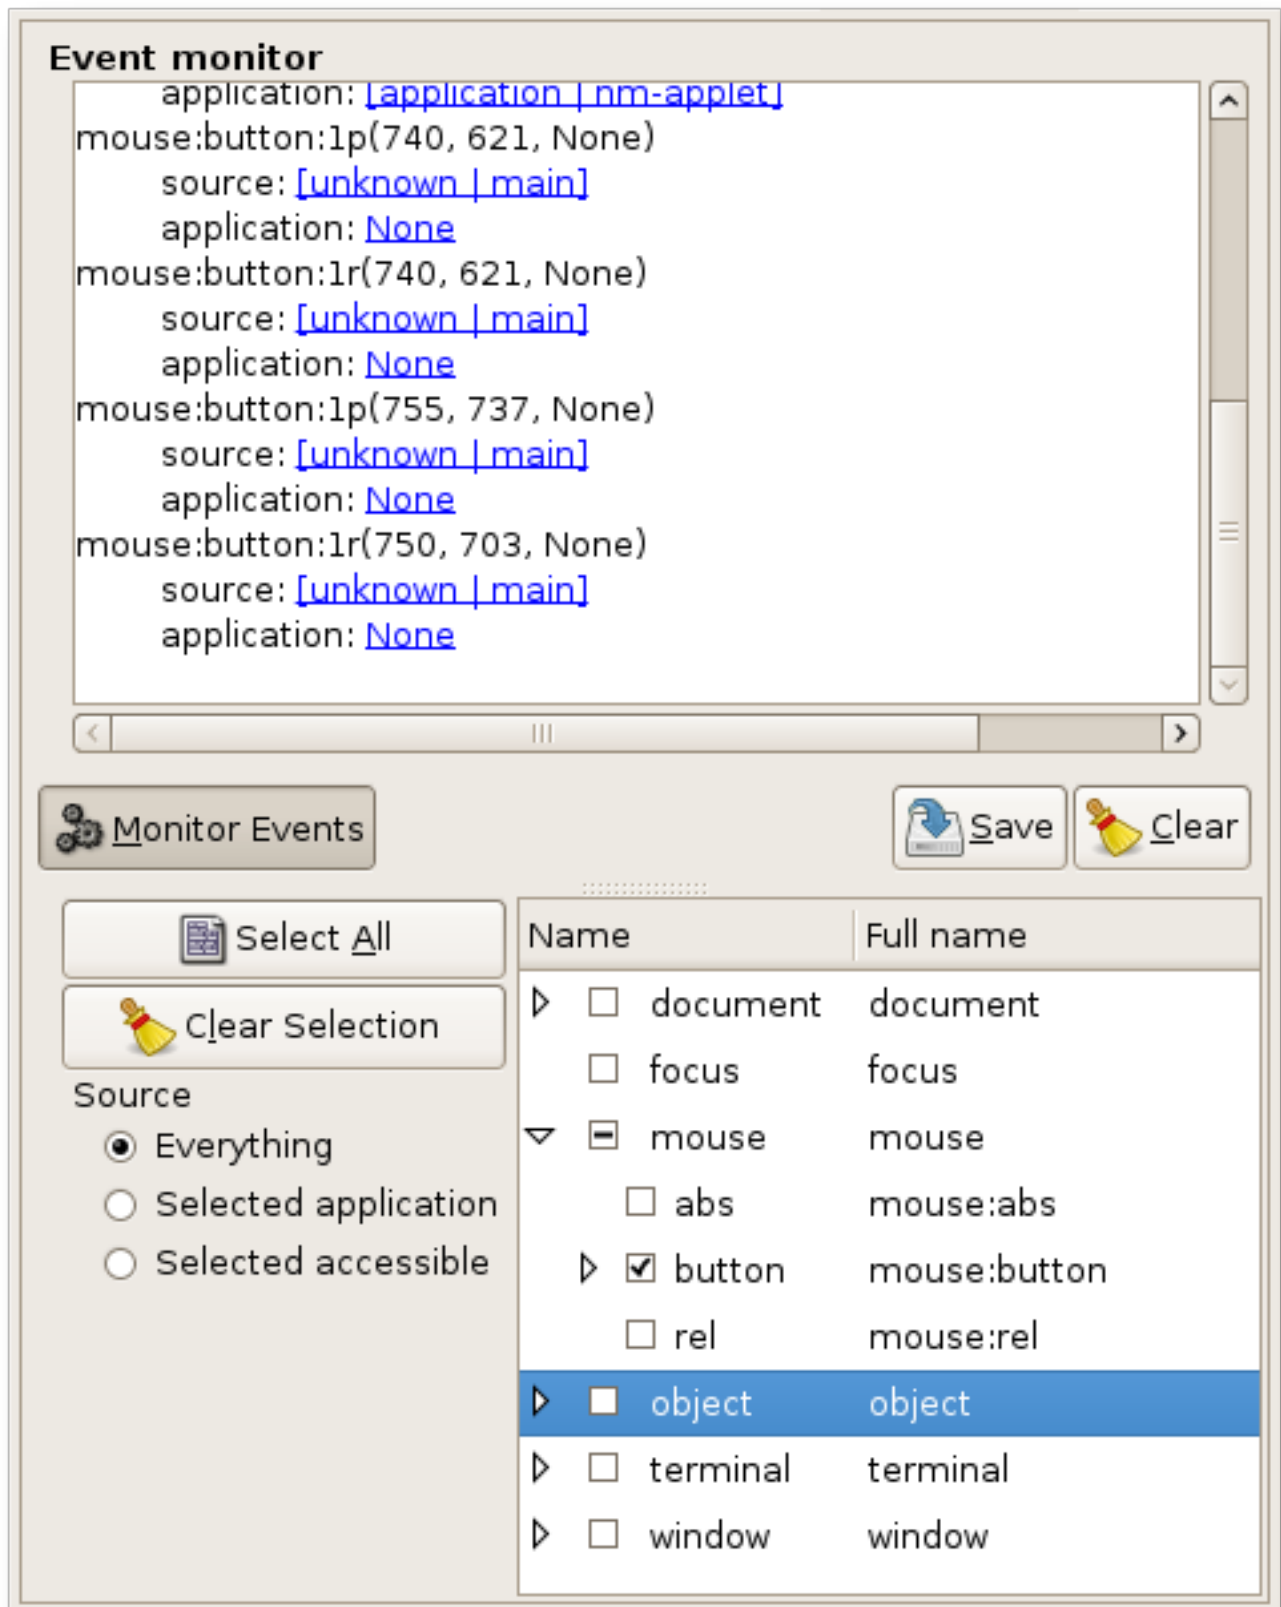 Event monitor
application: [application | nm-applet]
mouse:button:1p(740, 621, None)
source: [unknown | main]
application: None
mouse:button:1r(740, 621, None)
source: [unknown | main]
application: None
mouse:button:1p(755, 737, None)
source: [unknown | main]
application: None
mouse:button:1r(750, 703, None)
source: [unknown | main]
application: None
Monitor Events
Save
Clear
Select All
Clear Selection
Source
Everything
Selected application
Selected accessible
Name Full name
document document
focus focus
mouse mouse
abs mouse:abs
button mouse:button
rel mouse:rel
object object
terminal terminal
window window